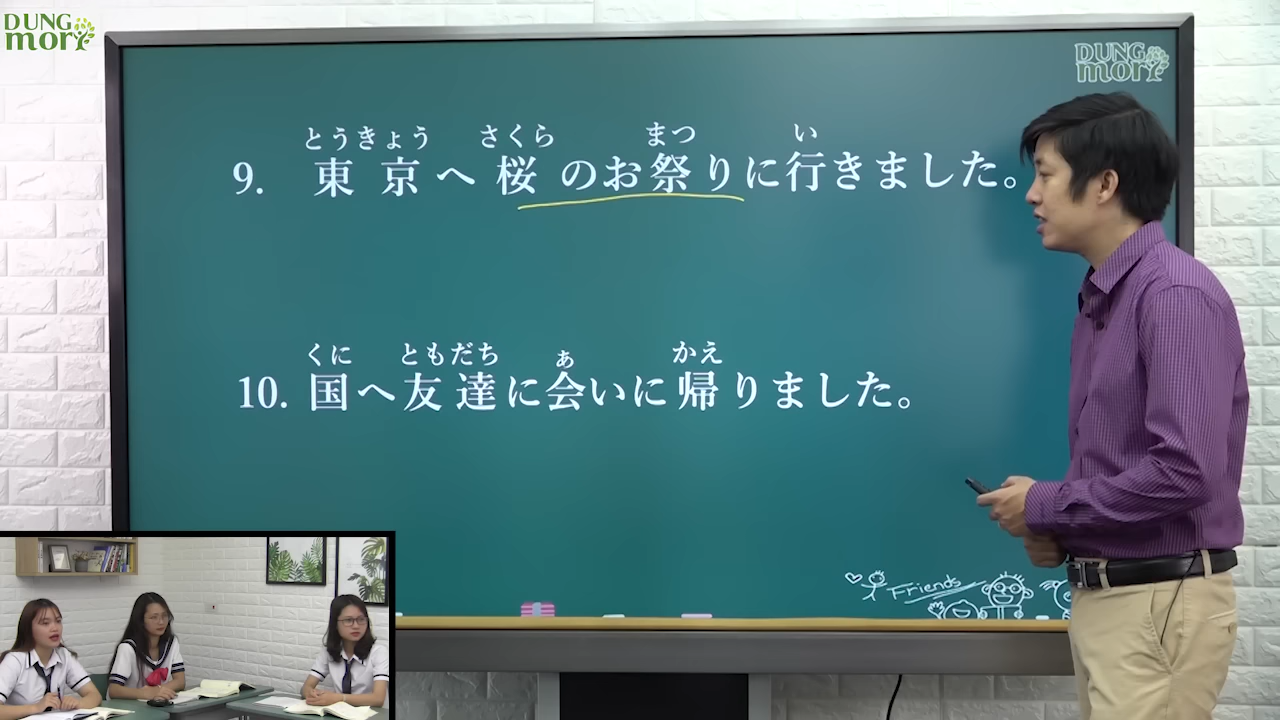 DUNG
mori
DUNG
mori
とうきょう さくら まつ い
9. 東京へ桜のお祭りに行きました。
くに ともだち あ かえ
10. 国へ友達に会いに帰りました。
Friends